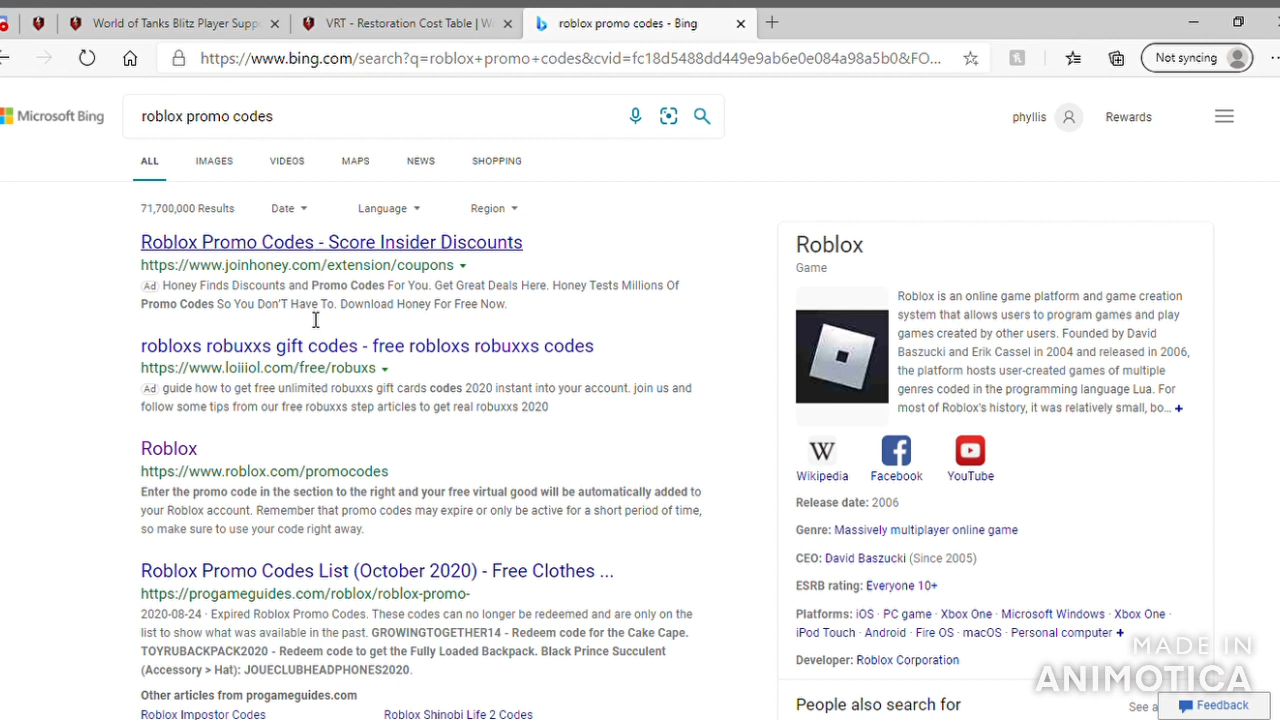 World of Tanks Blitz Player Supp
VRT - Restoration Cost Table | W
roblox promo codes - Bing
https://www.bing.com/search?q=roblox+promo+codes&cvid=fc18d5488dd449e9ab6e0e084a98a5b0&FO...
Not syncing
Microsoft Bing
roblox promo codes
phyllis
Rewards
ALL
IMAGES
VIDEOS
MAPS
NEWS
SHOPPING
71,700,000 Results
Date
Language
Region
Roblox Promo Codes - Score Insider Discounts
https://www.joinhoney.com/extension/coupons
Ad Honey Finds Discounts and Promo Codes For You. Get Great Deals Here. Honey Tests Millions Of
Promo Codes So You Don'T Have To. Download Honey For Free Now.
robloxs robuxxs gift codes - free robloxs robuxxs codes
https://www.loiiiol.com/free/robuxs
Ad guide how to get free unlimited robuxxs gift cards codes 2020 instant into your account. join us and
follow some tips from our free robuxxs step articles to get real robuxxs 2020
Roblox
https://www.roblox.com/promocodes
Enter the promo code in the section to the right and your free virtual good will be automatically added to
your Roblox account. Remember that promo codes may expire or only be active for a short period of time,
so make sure to use your code right away.
Roblox Promo Codes List (October 2020) - Free Clothes ...
https://progameguides.com/roblox/roblox-promo-
2020-08-24 · Expired Roblox Promo Codes. These codes can no longer be redeemed and are only on the
list to show what was available in the past. GROWINGTOGETHER14 - Redeem code for the Cake Cape.
TOYRUBACKPACK2020 - Redeem code to get the Fully Loaded Backpack. Black Prince Succulent
(Accessory > Hat): JOUECLUBHEADPHONES2020.
Other articles from progameguides.com
Roblox Impostor Codes
Roblox Shinobi Life 2 Codes
Roblox
Game
Roblox is an online game platform and game creation
system that allows users to program games and play
games created by other users. Founded by David
Baszucki and Erik Cassel in 2004 and released in 2006,
the platform hosts user-created games of multiple
genres coded in the programming language Lua. For
most of Roblox's history, it was relatively small, bo... +
W
Wikipedia
Facebook
YouTube
Release date: 2006
Genre: Massively multiplayer online game
CEO: David Baszucki (Since 2005)
ESRB rating: Everyone 10+
Platforms: iOS · PC game · Xbox One · Microsoft Windows · Xbox One ·
iPod Touch · Android · Fire OS · macOS · Personal computer +
Developer: Roblox Corporation
People also search for
See a
Feedback
MADE IN
ANIMOTICA